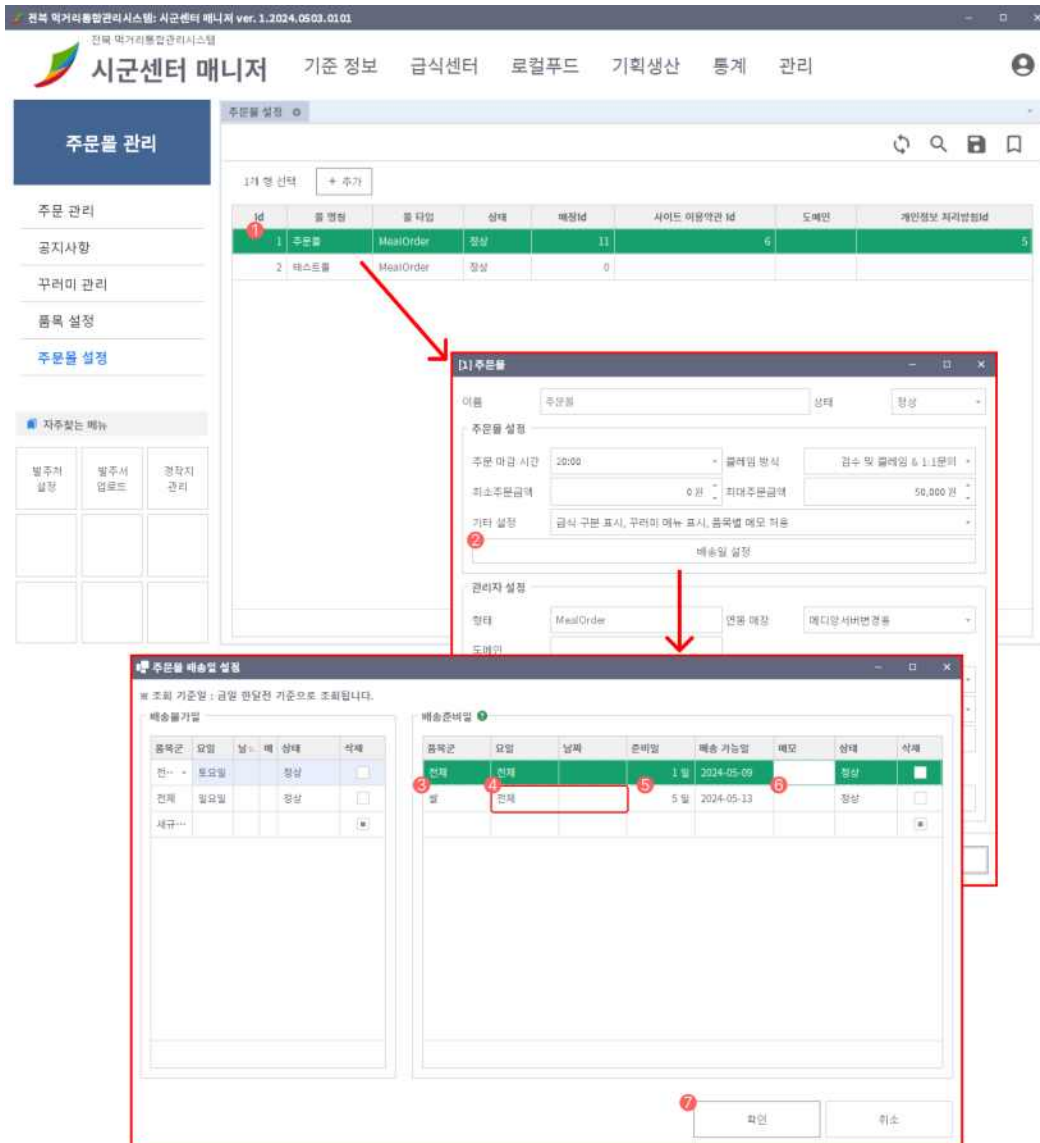 전북 먹거리통합관리시스템: 시군센터 매니저 ver. 1.2024.0503.0101
전북 먹거리통합관리시스템
시군센터 매니저 기준 정보 급식센터 로컬푸드 기획생산 통계 관리
주문몰 관리
주문 관리
공지사항
꾸러미 관리
품목 설정
주문몰 설정
자주찾는 메뉴
발주처 설정 발주서 업로드 경작지 관리
주문몰 설정
1개 행 선택 + 추가
Id 몰 명칭 몰 타입 상태 매장Id 사이트 이용약관 Id 도메인 개인정보 처리방침Id
1
1 주문몰 MealOrder 정상 11 6 5
2 테스트몰 MealOrder 정상 0
[1] 주문몰
이름 주문몰 상태 정상
주문몰 설정
주문 마감 시간 20:00 클레임 방식 검수 및 클레임 & 1:1문의
최소주문금액 0 원 최대주문금액 50,000 원
기타 설정 급식 구분 표시, 꾸러미 메뉴 표시, 품목별 메모 허용
2
배송일 설정
관리자 설정
형태 MealOrder 연동 매장 메디앙서버변경용
도메인
주문몰 배송일 설정
※ 조회 기준일 : 금일 한달전 기준으로 조회됩니다.
배송불가일
품목군 요일 날 메 상태 삭제
전… 토요일 정상
전체 일요일 정상
새규…
배송준비일
품목군 요일 날짜 준비일 배송 가능일 메모 상태 삭제
전체 전체 1 일 2024-05-09 정상
3 4 5 6
쌀 전체 5 일 2024-05-13 정상
7
확인 취소